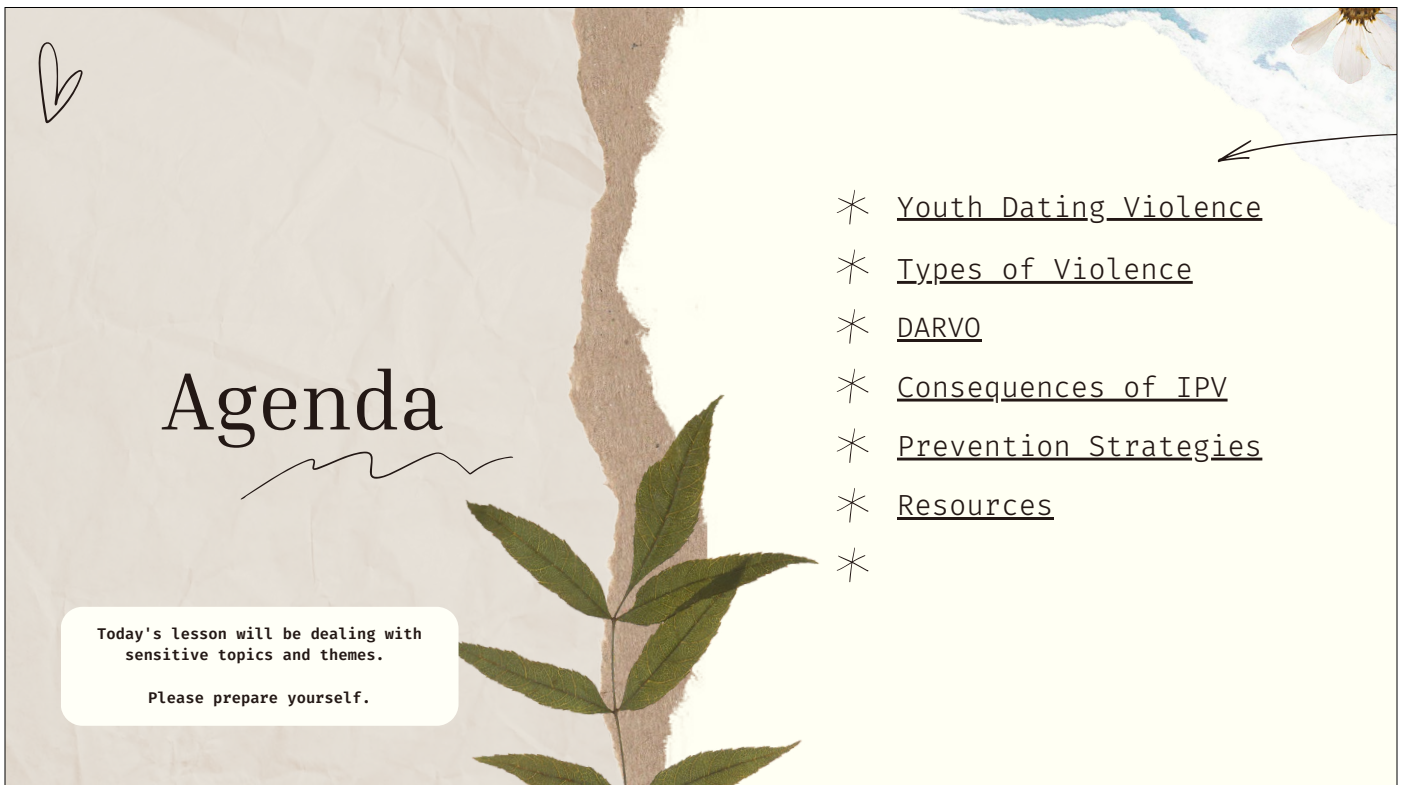 Agenda
Today's lesson will be dealing with
sensitive topics and themes.
Please prepare yourself.
Youth Dating Violence
Types of Violence
DARVO
Consequences of IPV
Prevention Strategies
Resources